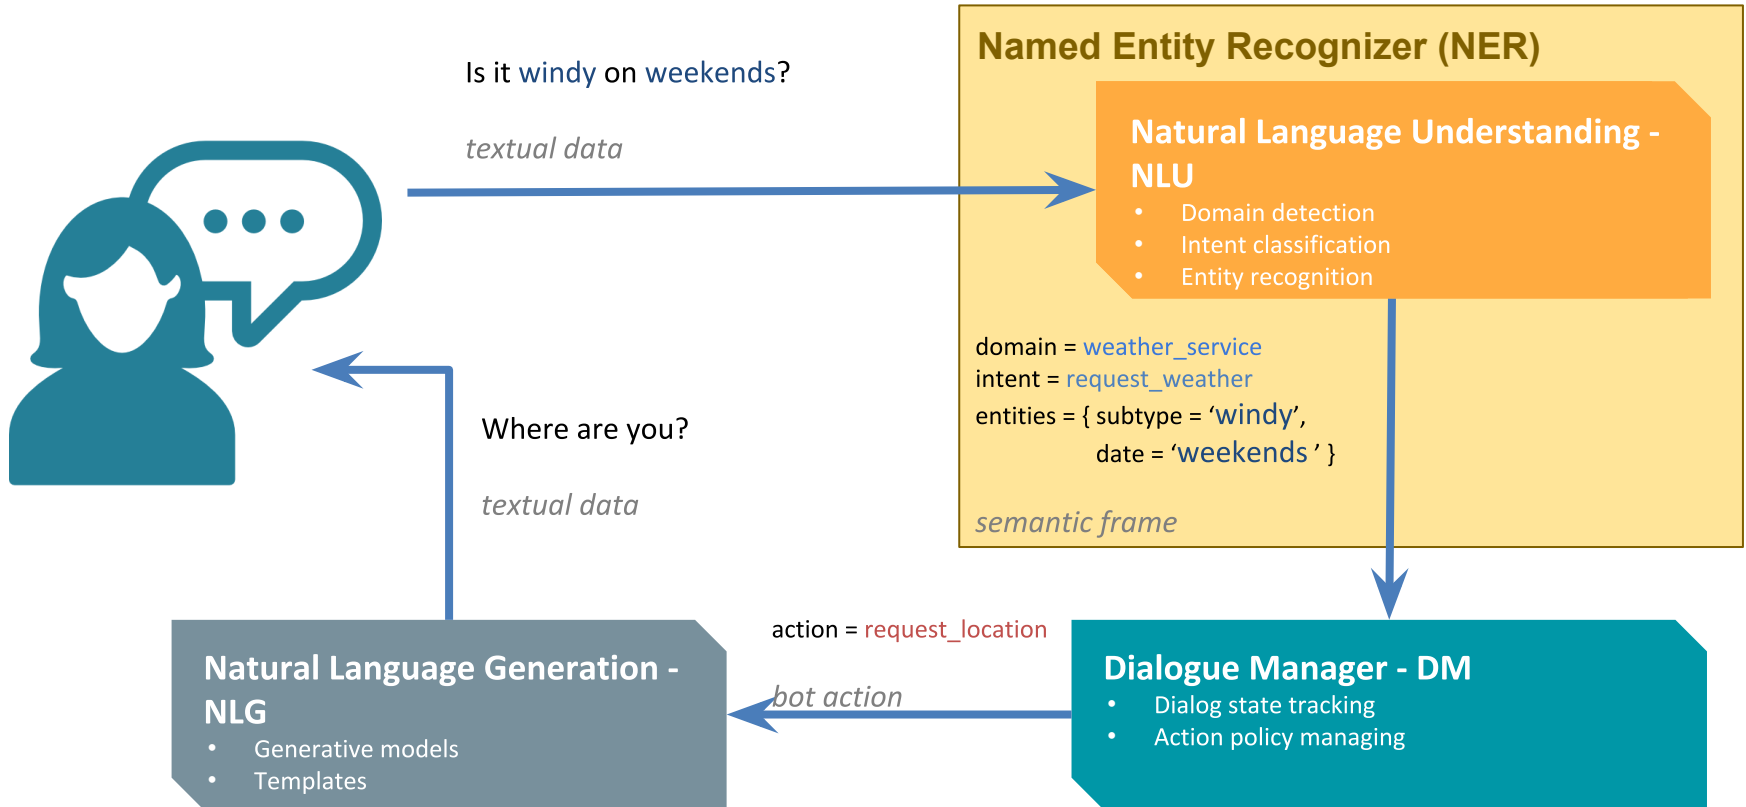 Named Entity Recognizer (NER)
Is it windy on weekends?
textual data
Natural Language Understanding -
NLU
• Domain detection
• Intent classification
• Entity recognition
domain = weather_service
intent = request_weather
entities = { subtype = ‘windy’,
date = ‘weekends ’ }
semantic frame
Where are you?
textual data
action = request_location
bot action
Natural Language Generation -
NLG
• Generative models
• Templates
Dialogue Manager - DM
• Dialog state tracking
• Action policy managing